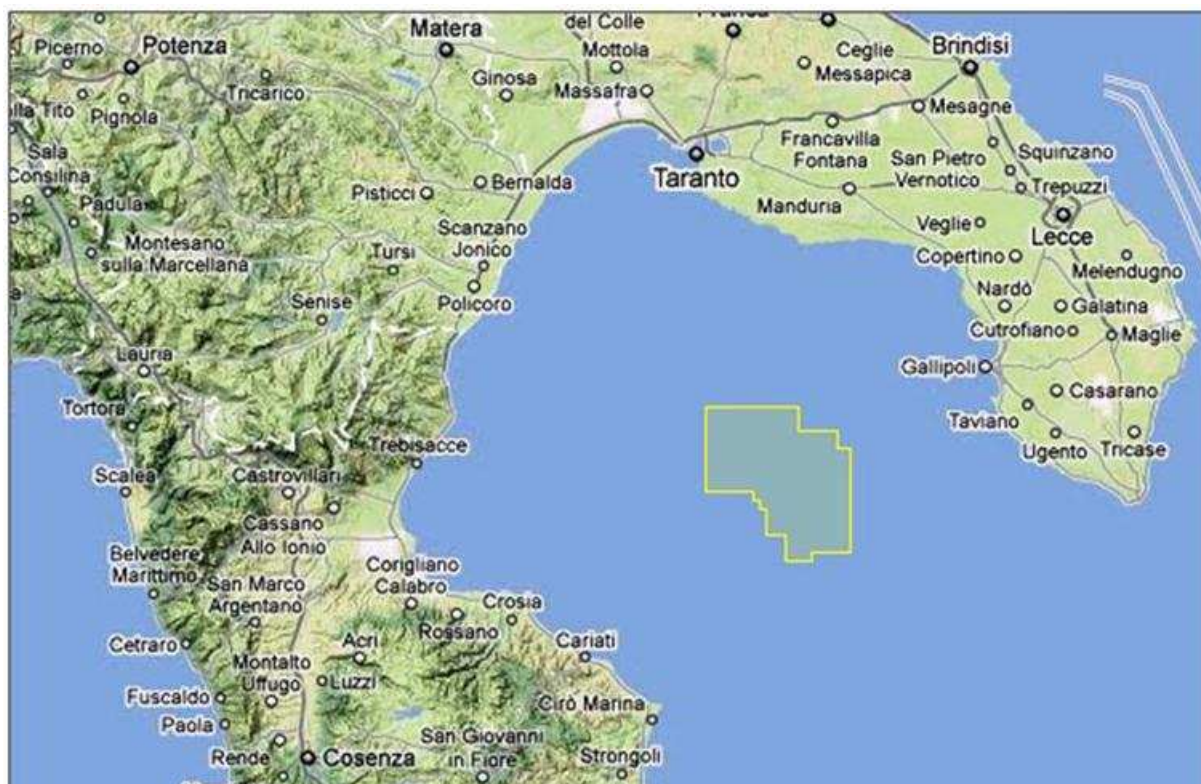 Franca
del Colle
Picerno
Potenza
Matera
Mottola
Ceglie
Messapica
Brindisi
Tricarico
Ginosa
Massafra
Mesagne
Pignola
Francavilla
Fontana
Sala
Consilina
San Pietro
Vernotico
Squinzano
Taranto
Pisticci
Bernalda
Trepuzzi
Padula
Manduria
Scanzano
Jonico
Veglie
Lecce
Montesano
sulla Marcellana
Tursi
Copertino
Melendugno
Senise
Policoro
Nardò
Galatina
Cutrofiano
Maglie
Lauria
Gallipoli
Casarano
Tortora
Taviano
Trebisacce
Ugento
Tricase
Scalea
Castrovillari
Cassano
Allo Ionio
Belvedere
Marittimo
San Marco
Argentano
Corigliano
Calabro
Crosia
Rossano
Cetraro
Acri
Cariati
Montalto
Uffugo
Luzzi
Fuscaldo
Paola
Cirò Marina
Rende
Cosenza
San Giovanni
in Fiore
Strongoli